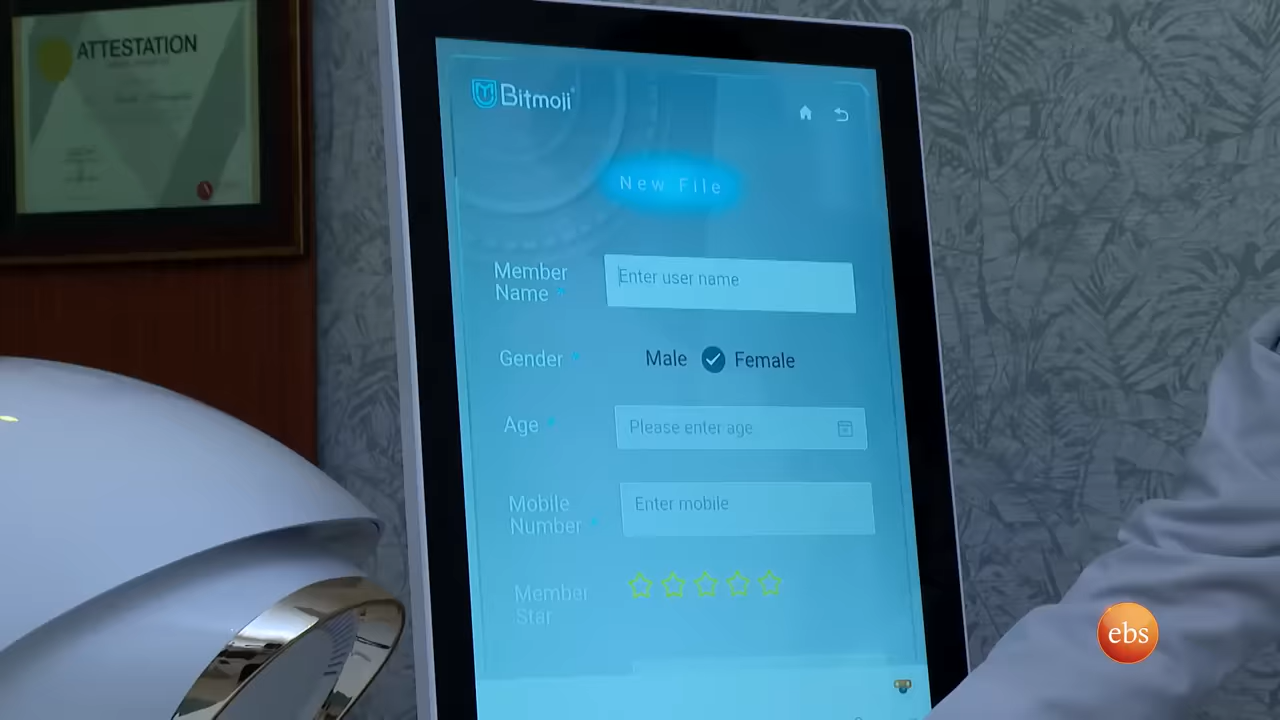 ATTESTATION
Bitmoji
New File
Member
Name *
Enter user name
Gender *
Male
Female
Age *
Please enter age
Mobile
Number *
Enter mobile
Member
Star
ebs